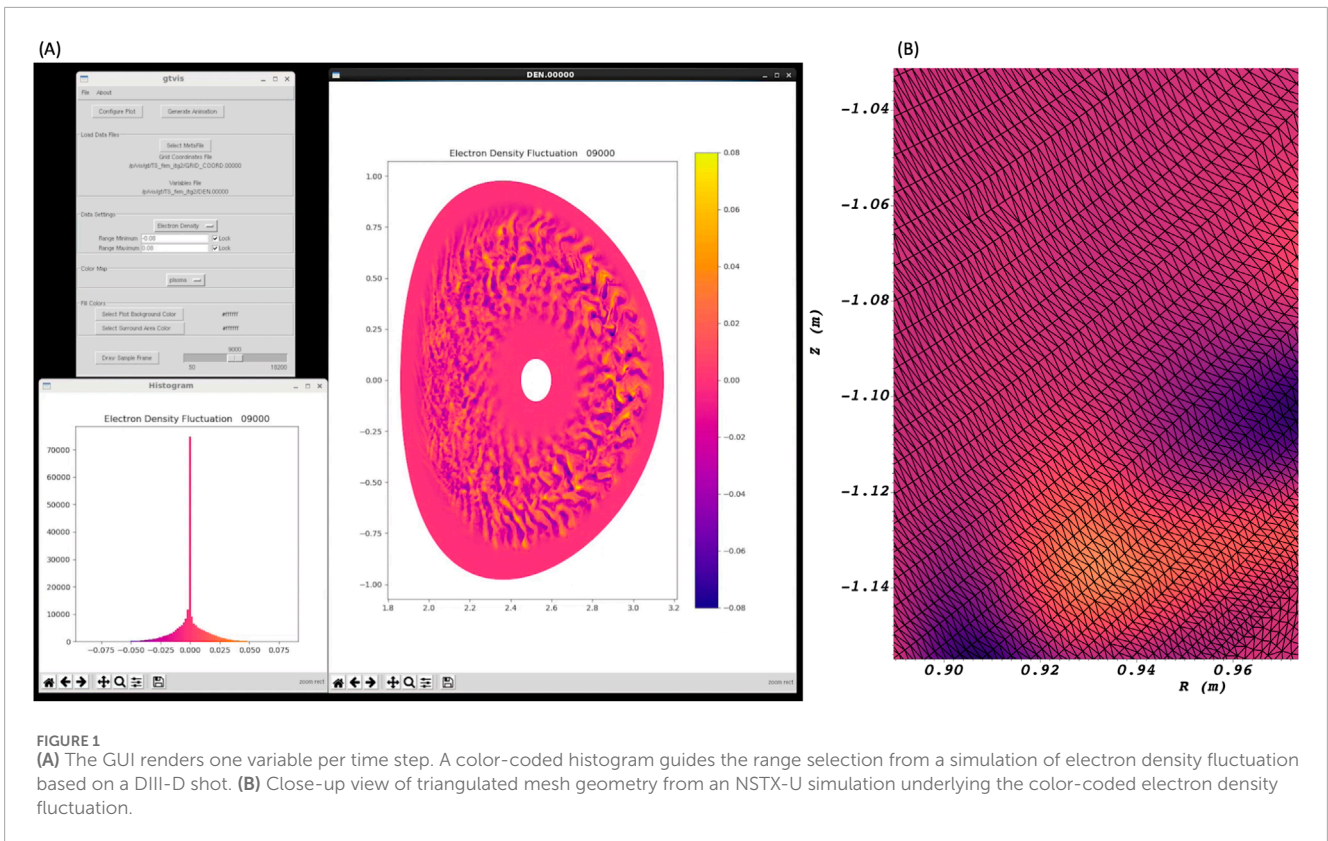 (A)
gtvis
File About
Configure Plot Generate Animation
Load Data Files
Select MetaFile
Grid Coordinates File
Variables File
Data Settings
Electron Density
Range Minimum -0.08 Lock
Range Maximum 0.08 Lock
Color Map
plasma
Fill Colors
Select Plot Background Color #ffffff
Select Surround Area Color #ffffff
9000
Draw Sample Frame
50 10200
Histogram
Electron Density Fluctuation 09000
70000
60000
50000
40000
30000
20000
10000
0
−0.075 −0.050 −0.025 0.000 0.025 0.050 0.075
zoom rect
DEN.00000
Electron Density Fluctuation 09000
1.00
0.75
0.50
0.25
0.00
−0.25
−0.50
−0.75
−1.00
1.8 2.0 2.2 2.4 2.6 2.8 3.0 3.2
0.08
0.06
0.04
0.02
0.00
−0.02
−0.04
−0.06
−0.08
zoom rect
(B)
-1.04
-1.06
-1.08
-1.10
-1.12
-1.14
Z (m)
0.90 0.92 0.94 0.96
R (m)
FIGURE 1
(A) The GUI renders one variable per time step. A color-coded histogram guides the range selection from a simulation of electron density fluctuation
based on a DIII-D shot. (B) Close-up view of triangulated mesh geometry from an NSTX-U simulation underlying the color-coded electron density
fluctuation.